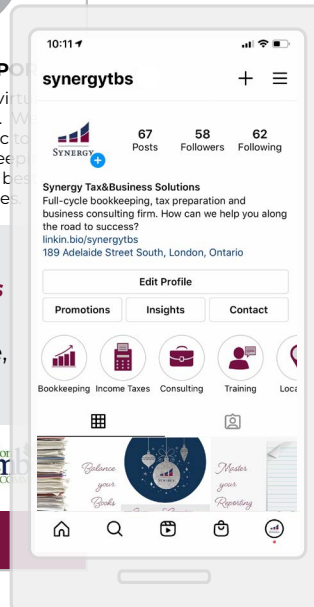 10:11
synergytbs
67
58
62
Posts
Followers
Following
SYNERGY
Synergy Tax&Business Solutions
Full-cycle bookkeeping, tax preparation and
business consulting firm. How can we help you along
the road to success?
linkin.bio/synergytbs
189 Adelaide Street South, London, Ontario
Edit Profile
Promotions
Insights
Contact
Bookkeeping
Income Taxes
Consulting
Training
Loca
Balance
your
Books
SYNERGY
Master
your
Reporting